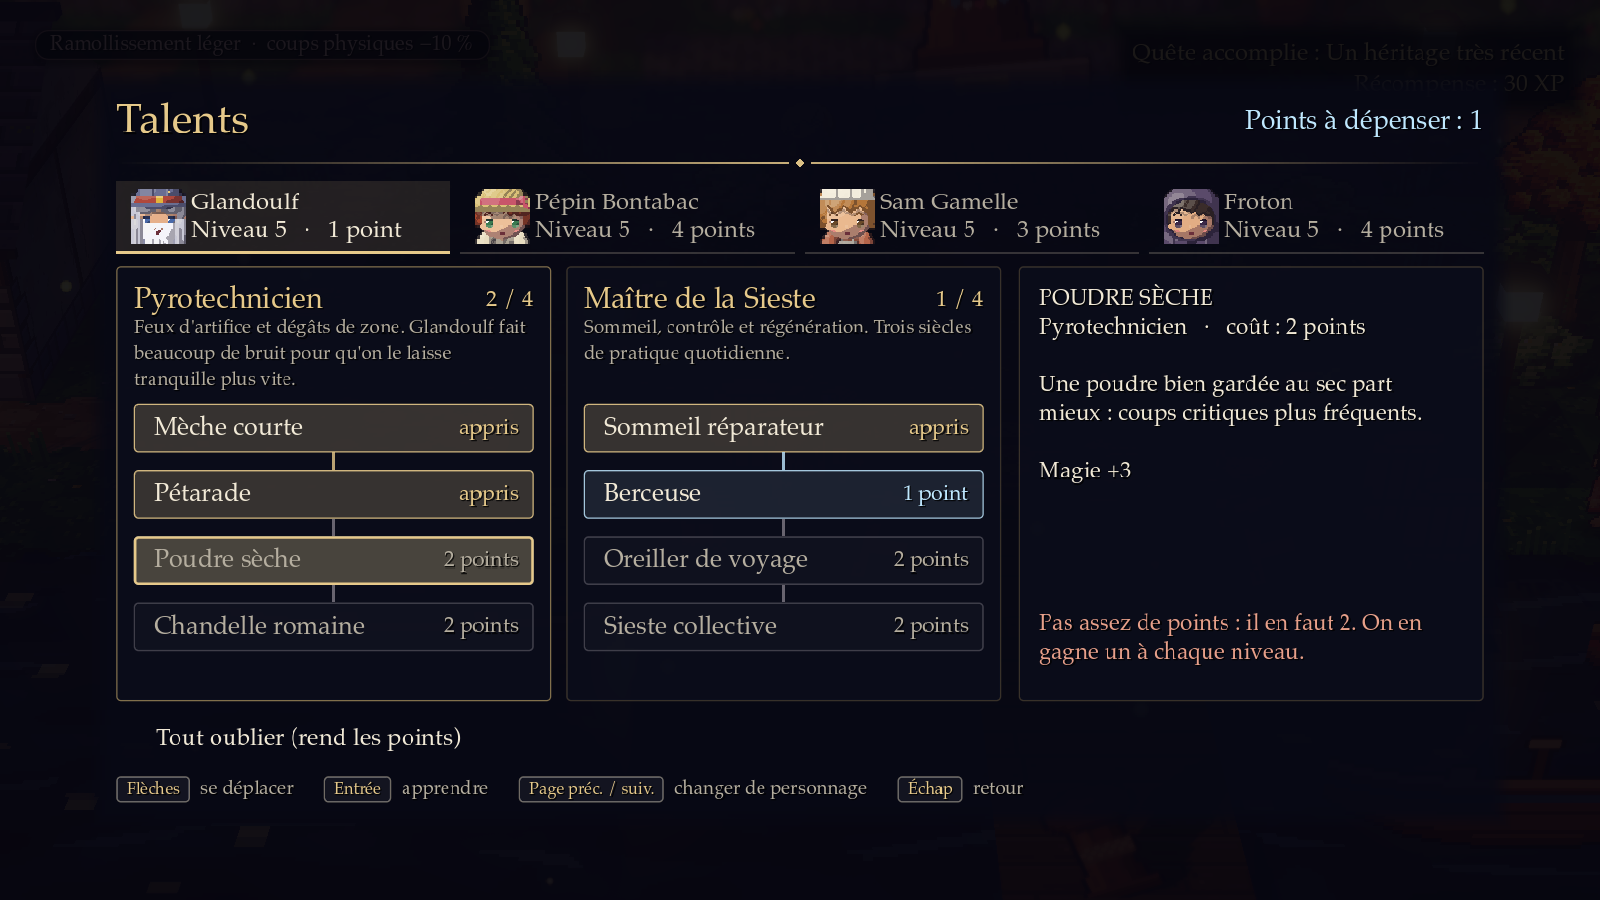 Ramollissement léger · coups physiques −10 %
Quête accomplie : Un héritage très récent
Récompense : 30 XP
Talents
Points à dépenser : 1
Glandoulf
Niveau 5 · 1 point
Pépin Bontabac
Niveau 5 · 4 points
Sam Gamelle
Niveau 5 · 3 points
Froton
Niveau 5 · 4 points
Pyrotechnicien 2 / 4
Feux d'artifice et dégâts de zone. Glandoulf fait
beaucoup de bruit pour qu'on le laisse
tranquille plus vite.
Mèche courte appris
Pétarade appris
Poudre sèche 2 points
Chandelle romaine 2 points
Maître de la Sieste 1 / 4
Sommeil, contrôle et régénération. Trois siècles
de pratique quotidienne.
Sommeil réparateur appris
Berceuse 1 point
Oreiller de voyage 2 points
Sieste collective 2 points
POUDRE SÈCHE
Pyrotechnicien · coût : 2 points
Une poudre bien gardée au sec part
mieux : coups critiques plus fréquents.
Magie +3
Pas assez de points : il en faut 2. On en
gagne un à chaque niveau.
Tout oublier (rend les points)
Flèches se déplacer Entrée apprendre Page préc. / suiv. changer de personnage Échap retour